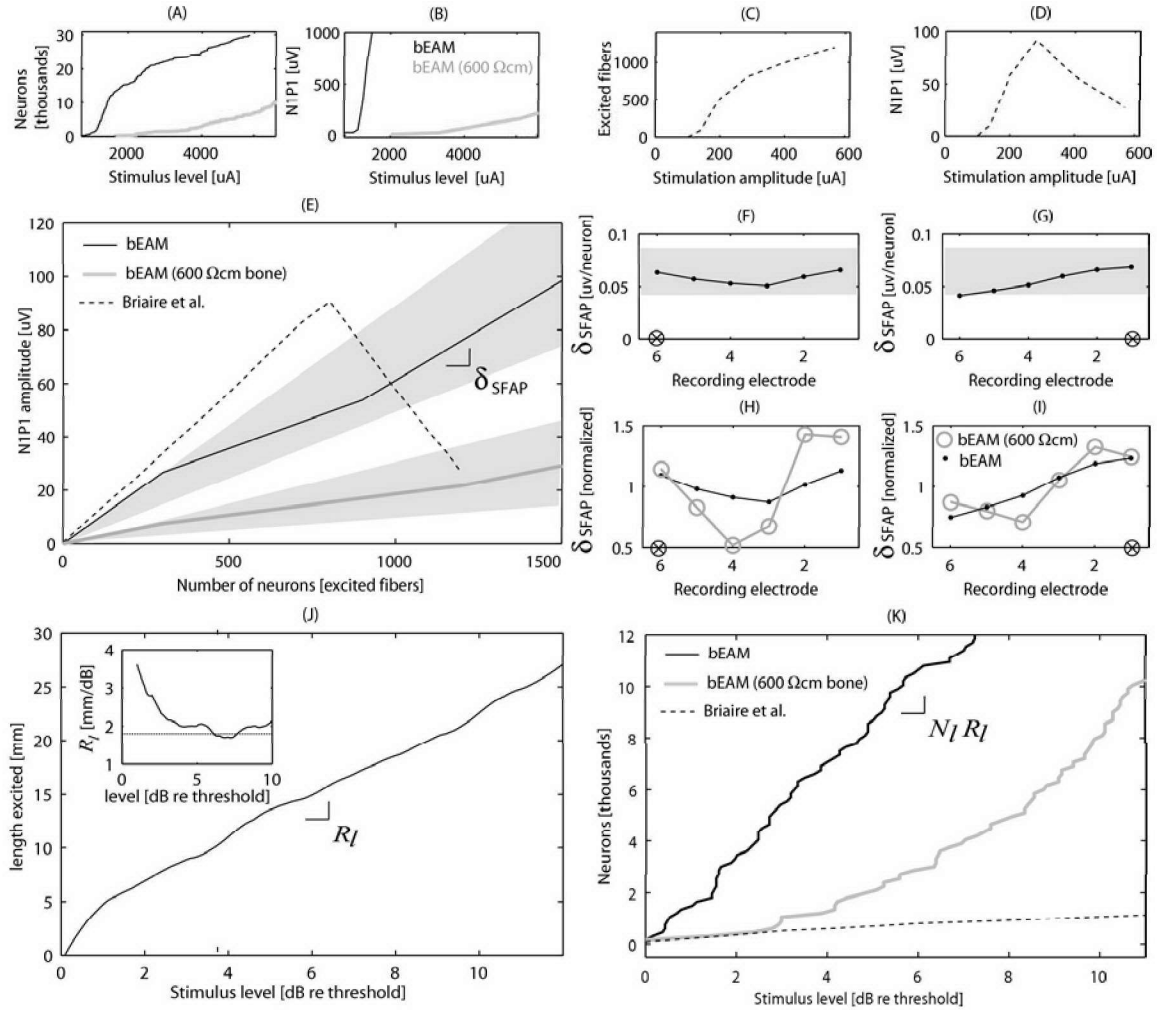 (A)
Neurons
[thousands]
30
20
10
0
2000
4000
Stimulus level [uA]
(B)
N1P1 [uV]
1000
500
0
bEAM
bEAM (600 Ωcm)
2000
4000
Stimulus level [uA]
(C)
Excited fibers
1000
500
0
0
200
400
600
Stimulation amplitude [uA]
(D)
N1P1 [uV]
100
50
0
0
200
400
600
Stimulation amplitude [uA]
(E)
N1P1 amplitude [uV]
120
100
80
60
40
20
0
bEAM
bEAM (600 Ωcm bone)
Briaire et al.
δSFAP
0
500
1000
1500
Number of neurons [excited fibers]
(F)
δSFAP [uv/neuron]
0.1
0.05
0
6
4
2
Recording electrode
(G)
δSFAP [uv/neuron]
0.1
0.05
0
6
4
2
Recording electrode
(H)
δSFAP [normalized]
1.5
1
0.5
6
4
2
Recording electrode
(I)
δSFAP [normalized]
1.5
1
0.5
bEAM (600 Ωcm)
bEAM
6
4
2
Recording electrode
(J)
length excited [mm]
30
25
20
15
10
5
0
Rl [mm/dB]
4
3
2
1
0
5
10
level [dB re threshold]
Rl
0
2
4
6
8
10
Stimulus level [dB re threshold]
(K)
Neurons [thousands]
12
10
8
6
4
2
0
bEAM
bEAM (600 Ωcm bone)
Briaire et al.
Nl Rl
0
2
4
6
8
10
Stimulus level [dB re threshold]